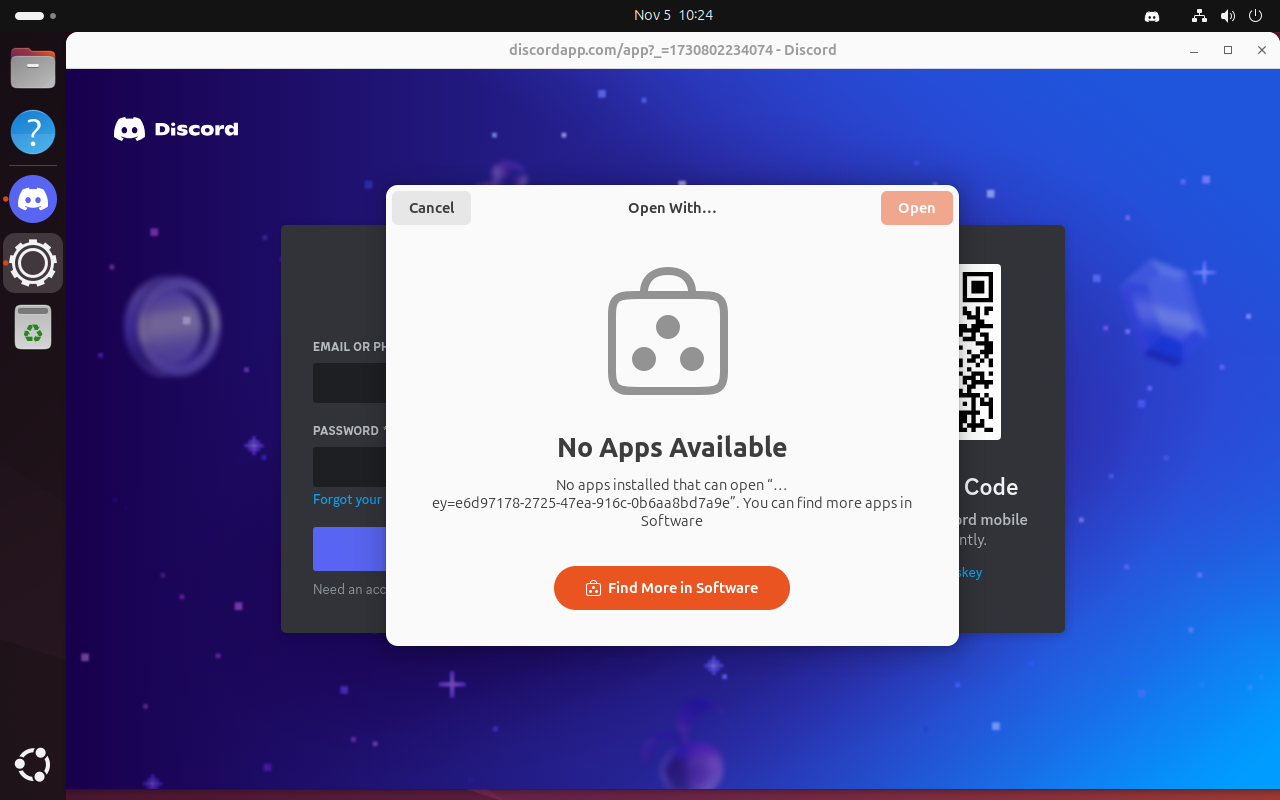 Nov 5 10:24
discordapp.com/app?_=1730802234074 - Discord
Discord
Cancel
Open With…
Open
EMAIL OR PH
No Apps Available
PASSWORD *
No apps installed that can open “…
Forgot your
ey=e6d97178-2725-47ea-916c-0b6aa8bd7a9e”. You can find more apps in
Software
Code
ord mobile
ntly.
skey
Find More in Software
Need an acc